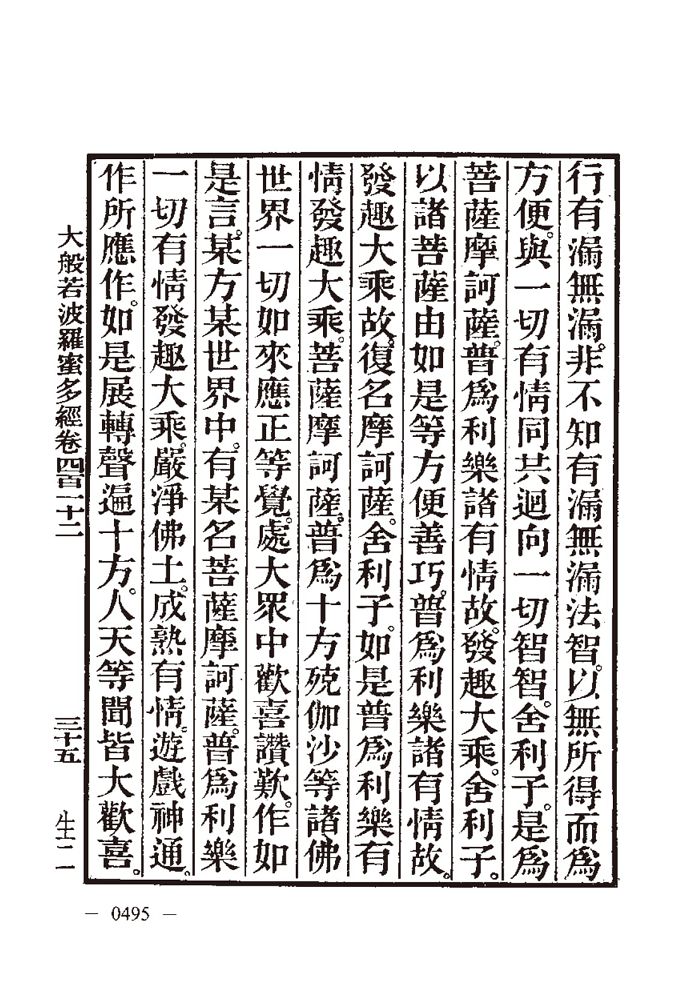 行有漏無漏。非不知有漏無漏法智。以無所得而爲
方便。與一切有情同共迴向一切智智。舍利子。是爲
菩薩摩訶薩。普爲利樂諸有情故。發趣大乘。舍利子。
以諸菩薩由如是等方便善巧。普爲利樂諸有情故。
發趣大乘故。復名摩訶薩。舍利子。如是普爲利樂有
情發趣大乘。菩薩摩訶薩。普爲十方殑伽沙等諸佛
世界一切如來應正等覺。處大眾中歡喜讚歎。作如
是言。某方某世界中。有某名菩薩摩訶薩。普爲利樂
一切有情發趣大乘。嚴淨佛土。成熟有情。遊戲神通。
作所應作。如是展轉聲遍十方。人天等聞皆大歡喜。
大般若波羅蜜多經卷四百一十二
三十五
生二
— 0495 —